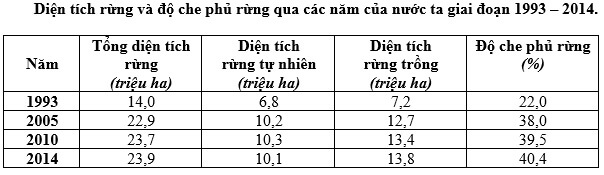 Diện tích rừng và độ che phủ rừng qua các năm của nước ta giai đoạn 1993 – 2014.
Năm Tổng diện tích rừng (triệu ha) Diện tích rừng tự nhiên (triệu ha) Diện tích rừng trồng (triệu ha) Độ che phủ rừng (%)
1993 14,0 6,8 7,2 22,0
2005 22,9 10,2 12,7 38,0
2010 23,7 10,3 13,4 39,5
2014 23,9 10,1 13,8 40,4